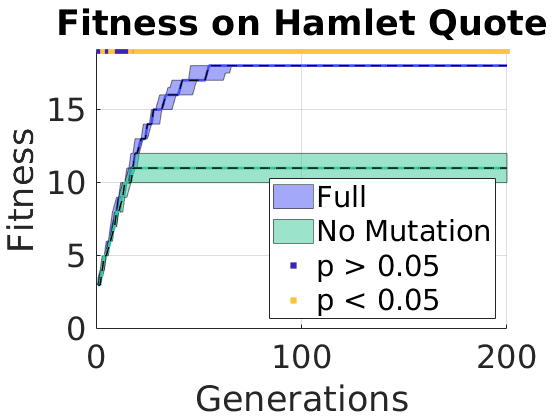 Fitness on Hamlet Quote
Fitness
15
10
5
0
0
100
200
Generations
Full
No Mutation
p > 0.05
p < 0.05